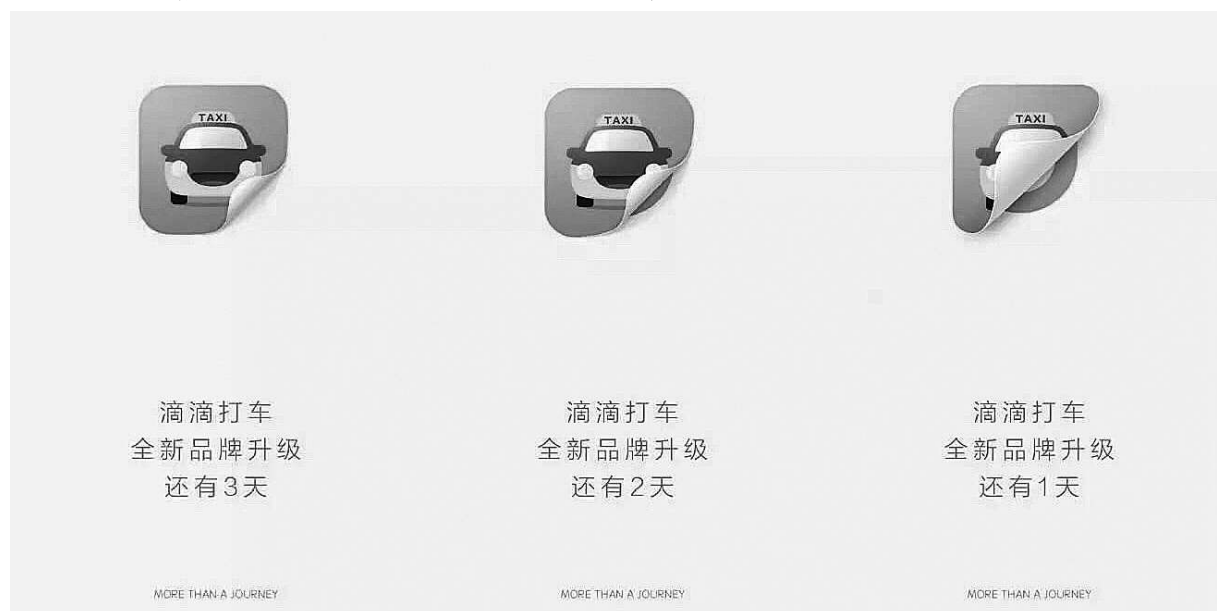 TAXI
滴滴打车
全新品牌升级
还有3天
MORE THAN A JOURNEY
TAXI
滴滴打车
全新品牌升级
还有2天
MORE THAN A JOURNEY
TAXI
滴滴打车
全新品牌升级
还有1天
MORE THAN A JOURNEY